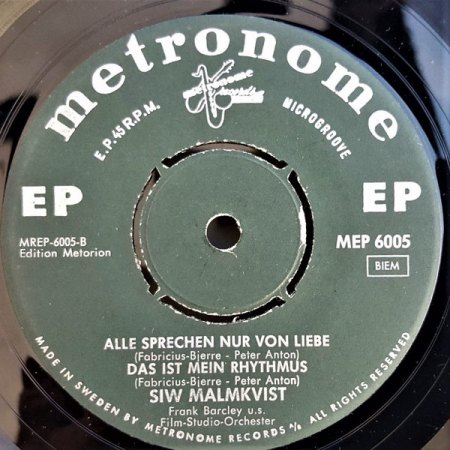 metronome
metronome records
E.P. 45 R.P.M.
MICROGROOVE
EP
EP
MREP-6005-B
Edition Metorion
MEP 6005
BIEM
ALLE SPRECHEN NUR VON LIEBE
(Fabricius-Bjerre - Peter Anton)
DAS IST MEIN RHYTHMUS
(Fabricius-Bjerre - Peter Anton)
SIW MALMKVIST
Frank Barcley u.s.
Film-Studio-Orchester
MADE IN SWEDEN BY METRONOME RECORDS A/S ALL RIGHTS RESERVED